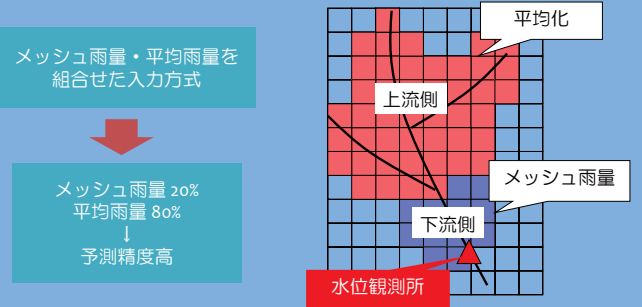 メッシュ雨量・平均雨量を
組合せた入力方式
メッシュ雨量 20%
平均雨量 80%
↓
予測精度高
平均化
上流側
メッシュ雨量
下流側
水位観測所